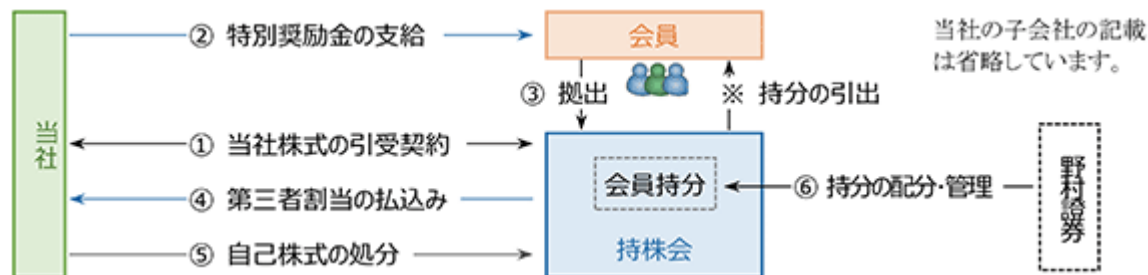 ② 特別奨励金の支給
会員
当社の子会社の記載
は省略しています。
③ 拠出
※ 持分の引出
当社
① 当社株式の引受契約
会員持分
⑥ 持分の配分・管理
野村證券
④ 第三者割当の払込み
⑤ 自己株式の処分
持株会